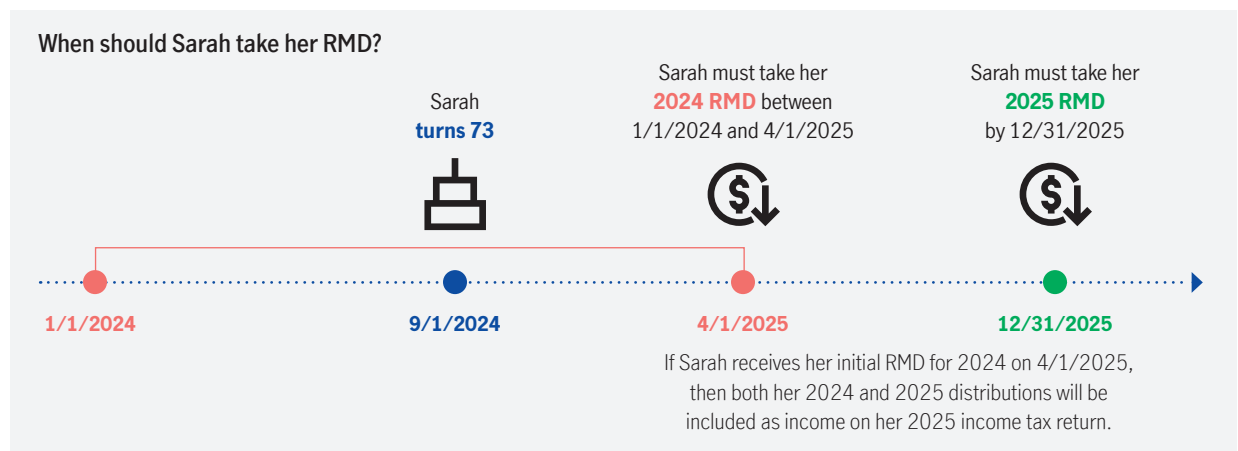 When should Sarah take her RMD?
Sarah
turns 73
Sarah must take her
2024 RMD between
1/1/2024 and 4/1/2025
Sarah must take her
2025 RMD
by 12/31/2025
$
$
1/1/2024
9/1/2024
4/1/2025
12/31/2025
If Sarah receives her initial RMD for 2024 on 4/1/2025,
then both her 2024 and 2025 distributions will be
included as income on her 2025 income tax return.